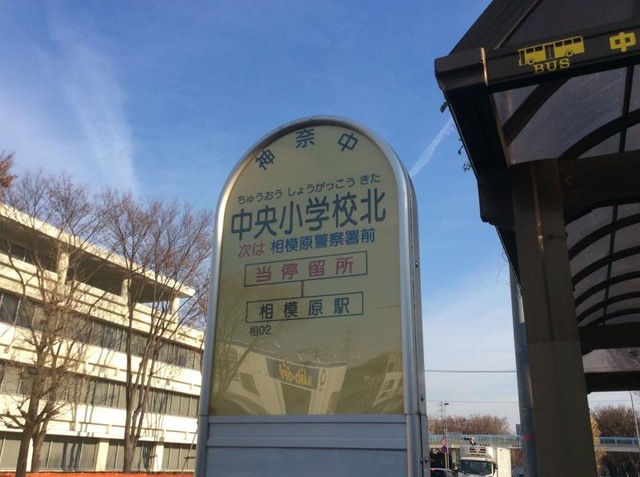 神奈中
ちゅうおう しょうがっこう きた
中央小学校北
次は 相模原警察署前
当停留所
相模原駅
相02
BUS 中